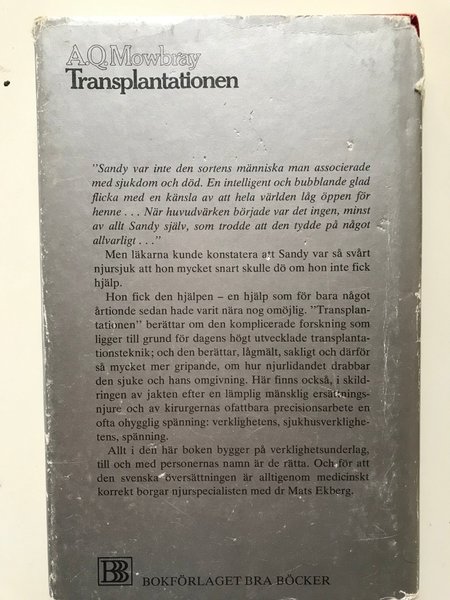 A.Q.Mowbray
Transplantationen
"Sandy var inte den sortens människa man associerade
med sjukdom och död. En intelligent och bubblande glad
flicka med en känsla av att hela världen låg öppen för
henne . . . När huvudvärken började var det ingen, minst
av allt Sandy själv, som trodde att den tydde på något
allvarligt . . ."
Men läkarna kunde konstatera att Sandy var så svårt
njursjuk att hon mycket snart skulle dö om hon inte fick
hjälp.
Hon fick den hjälpen – en hjälp som för bara något
årtionde sedan hade varit nära nog omöjlig. "Transplan-
tationen" berättar om den komplicerade forskning som
ligger till grund för dagens högt utvecklade transplanta-
tionsteknik; och den berättar, lågmält, sakligt och därför
så mycket mer gripande, om hur njurlidandet drabbar
den sjuke och hans omgivning. Här finns också, i skild-
ringen av jakten efter en lämplig mänsklig ersättnings-
njure och av kirurgernas ofattbara precisionsarbete en
ofta ohygglig spänning: verklighetens, sjukhusverklighe-
tens, spänning.
Allt i den här boken bygger på verklighetsunderlag,
till och med personernas namn är de rätta. Och för att
den svenska översättningen är alltigenom medicinskt
korrekt borgar njurspecialisten med dr Mats Ekberg.
BB BOKFÖRLAGET BRA BÖCKER